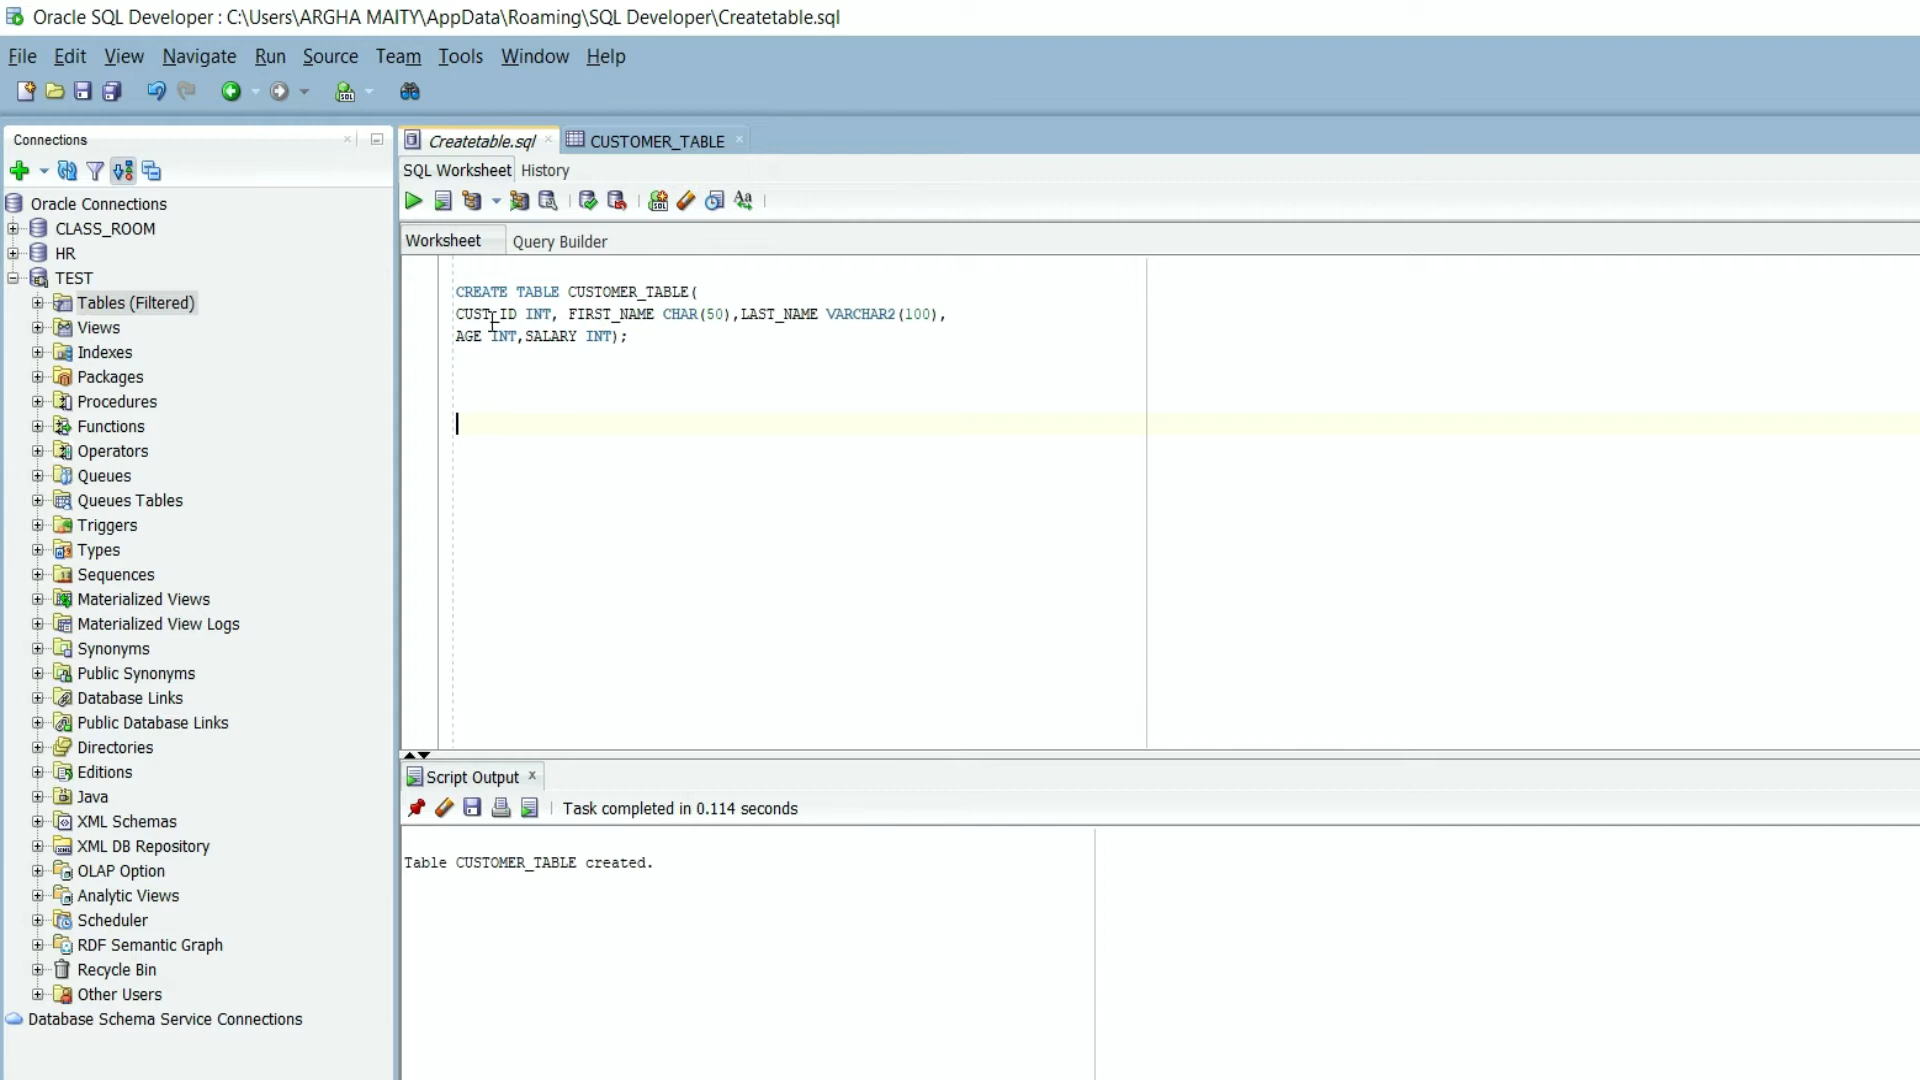 Oracle SQL Developer : C:\Users\ARGHA MAITY\AppData\Roaming\SQL Developer\Createtable.sql
File Edit View Navigate Run Source Team Tools Window Help
Connections
Createtable.sql CUSTOMER_TABLE
SQL Worksheet History
Worksheet Query Builder
Oracle Connections
CLASS_ROOM
HR
TEST
Tables (Filtered)
Views
Indexes
Packages
Procedures
Functions
Operators
Queues
Queues Tables
Triggers
Types
Sequences
Materialized Views
Materialized View Logs
Synonyms
Public Synonyms
Database Links
Public Database Links
Directories
Editions
Java
XML Schemas
XML DB Repository
OLAP Option
Analytic Views
Scheduler
RDF Semantic Graph
Recycle Bin
Other Users
Database Schema Service Connections
CREATE TABLE CUSTOMER_TABLE(
CUST_ID INT, FIRST_NAME CHAR(50),LAST_NAME VARCHAR2(100),
AGE INT,SALARY INT);
Script Output
Task completed in 0.114 seconds
Table CUSTOMER_TABLE created.